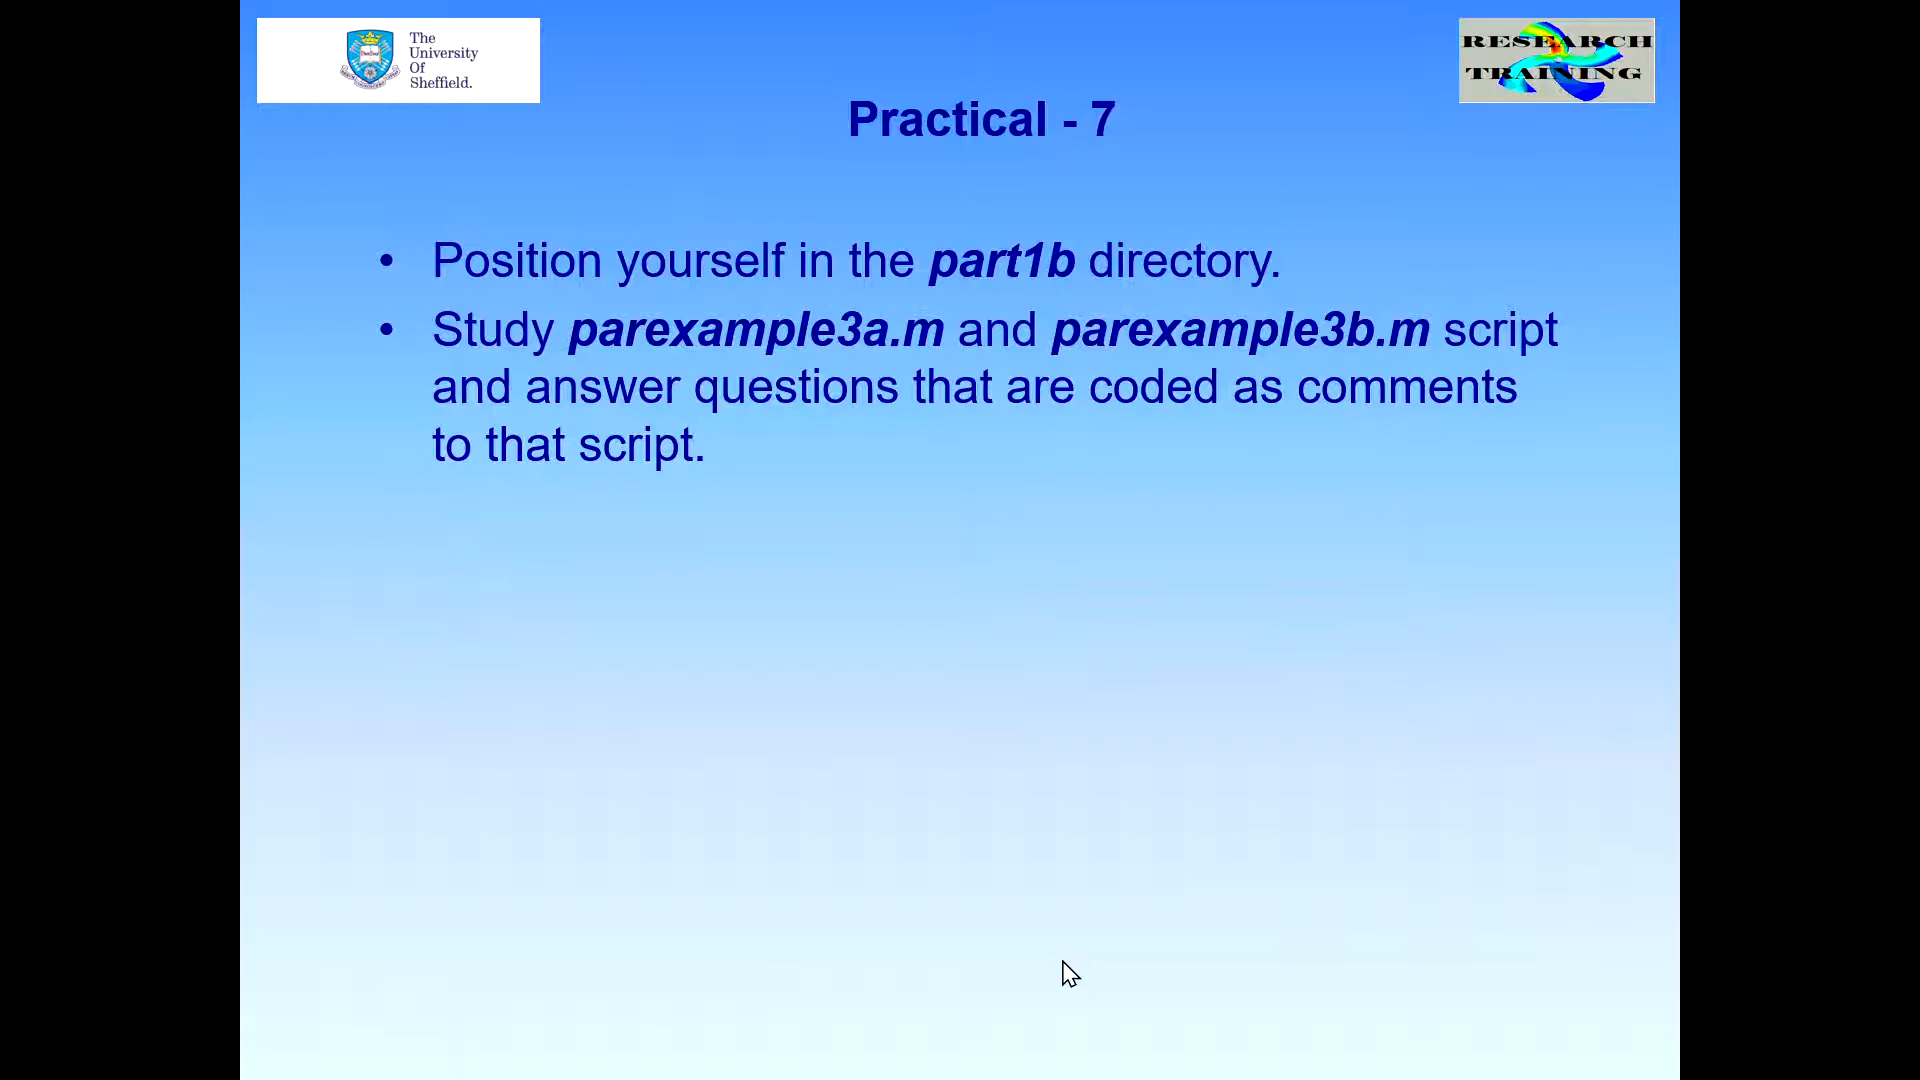 The
University
Of
Sheffield.
RESEARCH
TRAINING
Practical - 7
• Position yourself in the part1b directory.
• Study parexample3a.m and parexample3b.m script
and answer questions that are coded as comments
to that script.